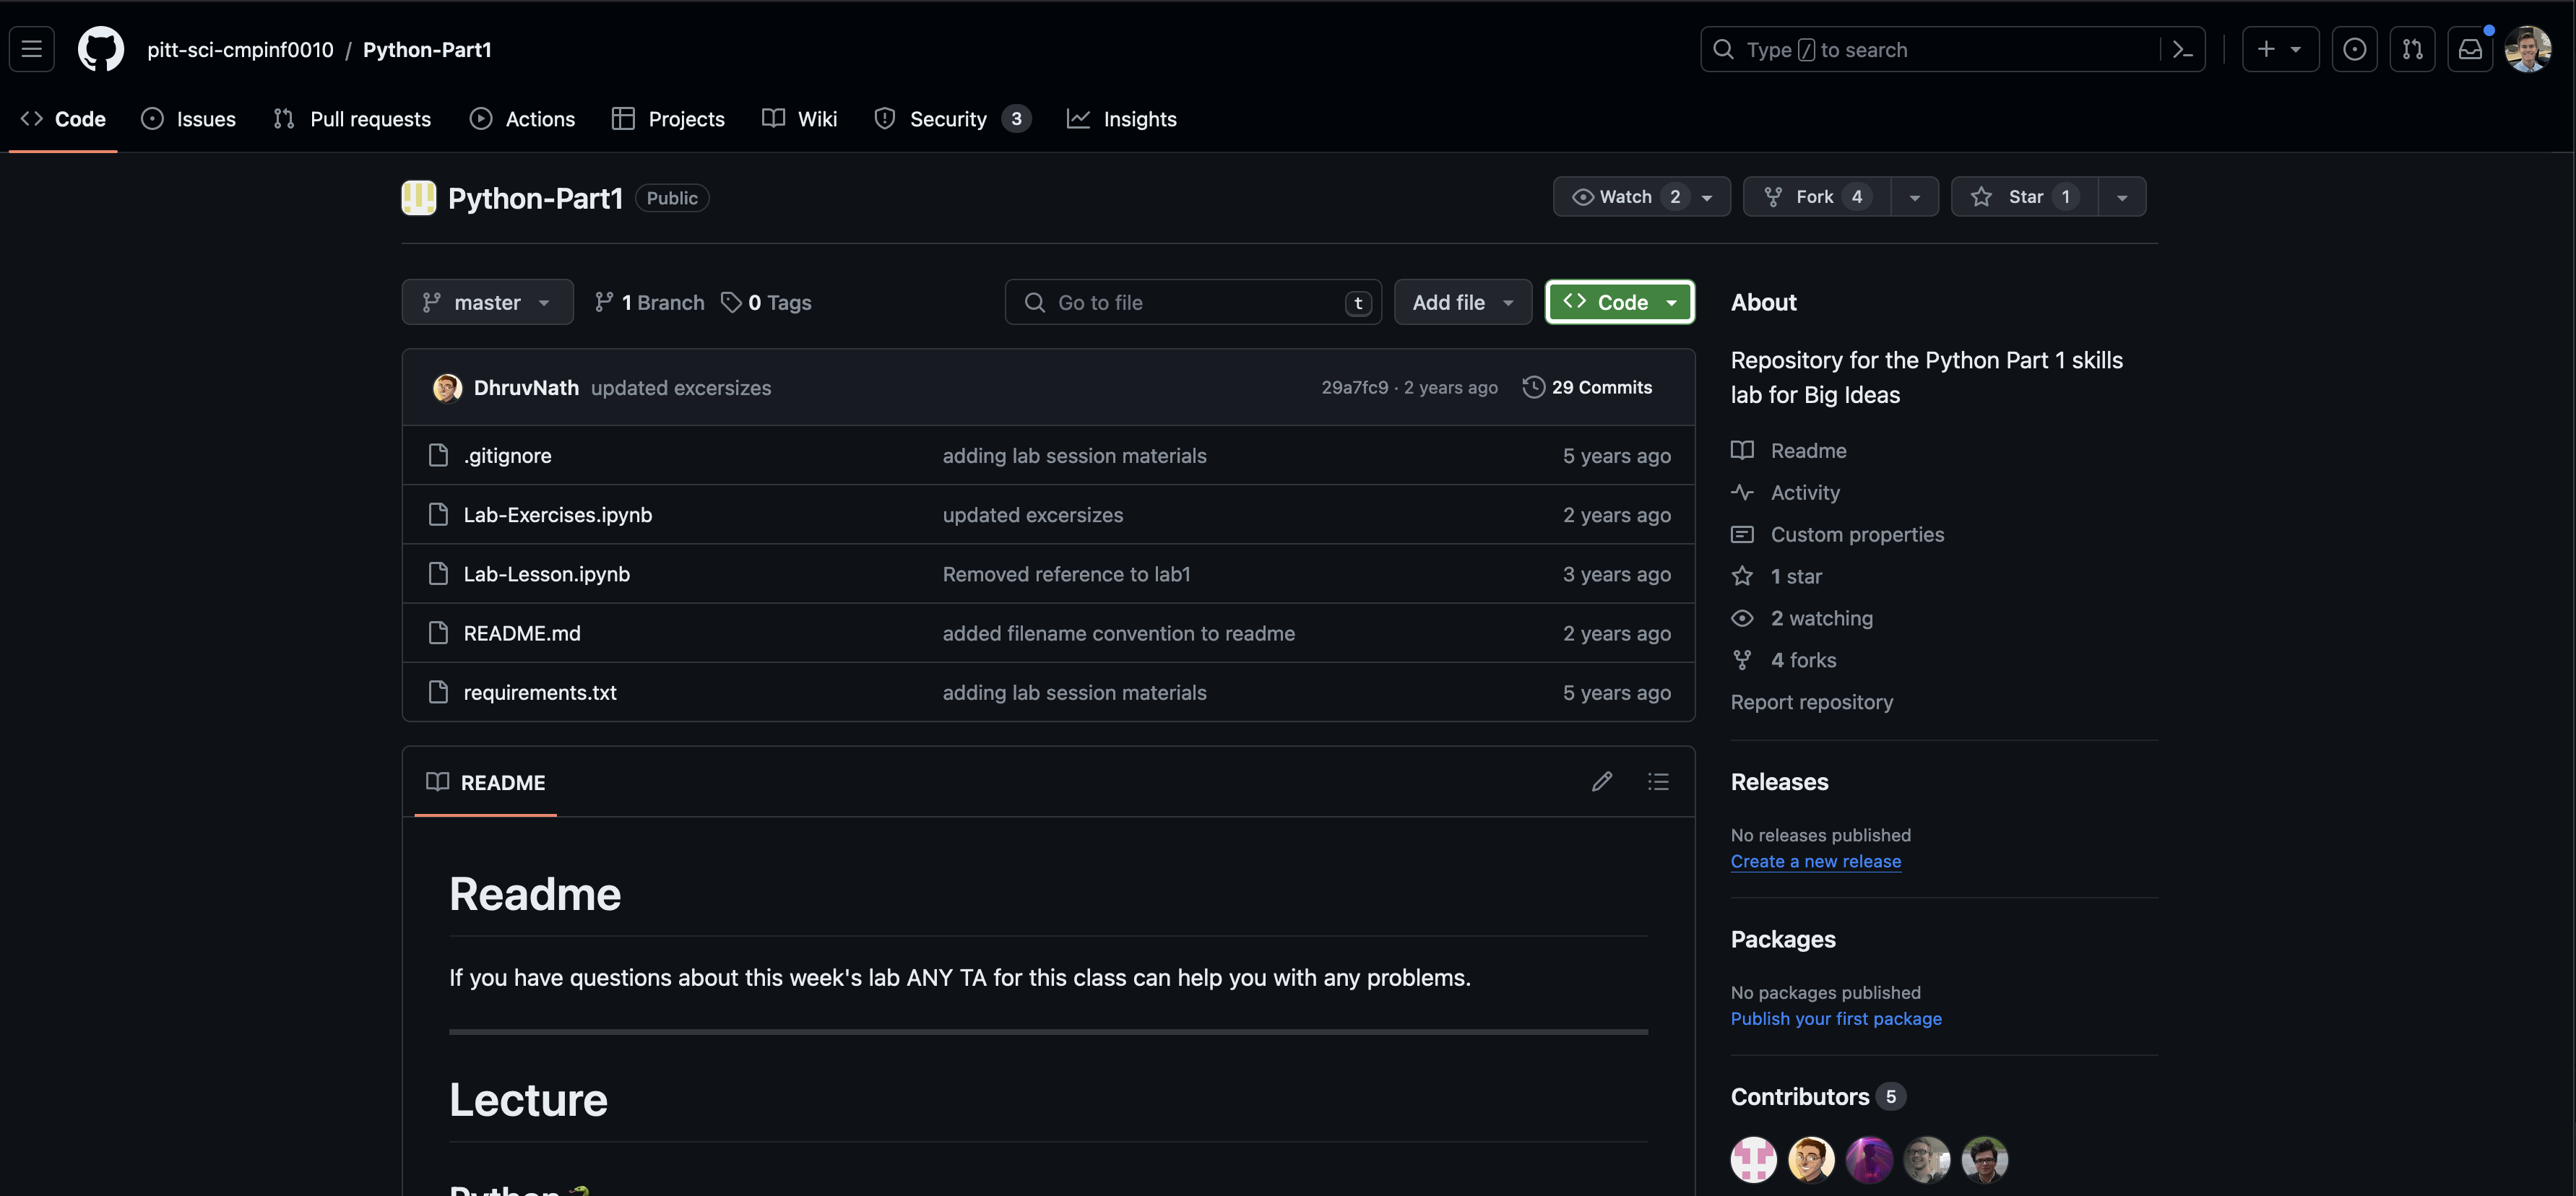 pitt-sci-cmpinf0010 / Python-Part1
Type / to search
Code
Issues
Pull requests
Actions
Projects
Wiki
Security 3
Insights
Python-Part1 Public
Watch 2
Fork 4
Star 1
master
1 Branch
0 Tags
Go to file t
Add file
Code
DhruvNath updated excersizes 29a7fc9 · 2 years ago 29 Commits
.gitignore adding lab session materials 5 years ago
Lab-Exercises.ipynb updated excersizes 2 years ago
Lab-Lesson.ipynb Removed reference to lab1 3 years ago
README.md added filename convention to readme 2 years ago
requirements.txt adding lab session materials 5 years ago
README
Readme
If you have questions about this week's lab ANY TA for this class can help you with any problems.
Lecture
Python
About
Repository for the Python Part 1 skills
lab for Big Ideas
Readme
Activity
Custom properties
1 star
2 watching
4 forks
Report repository
Releases
No releases published
Create a new release
Packages
No packages published
Publish your first package
Contributors 5